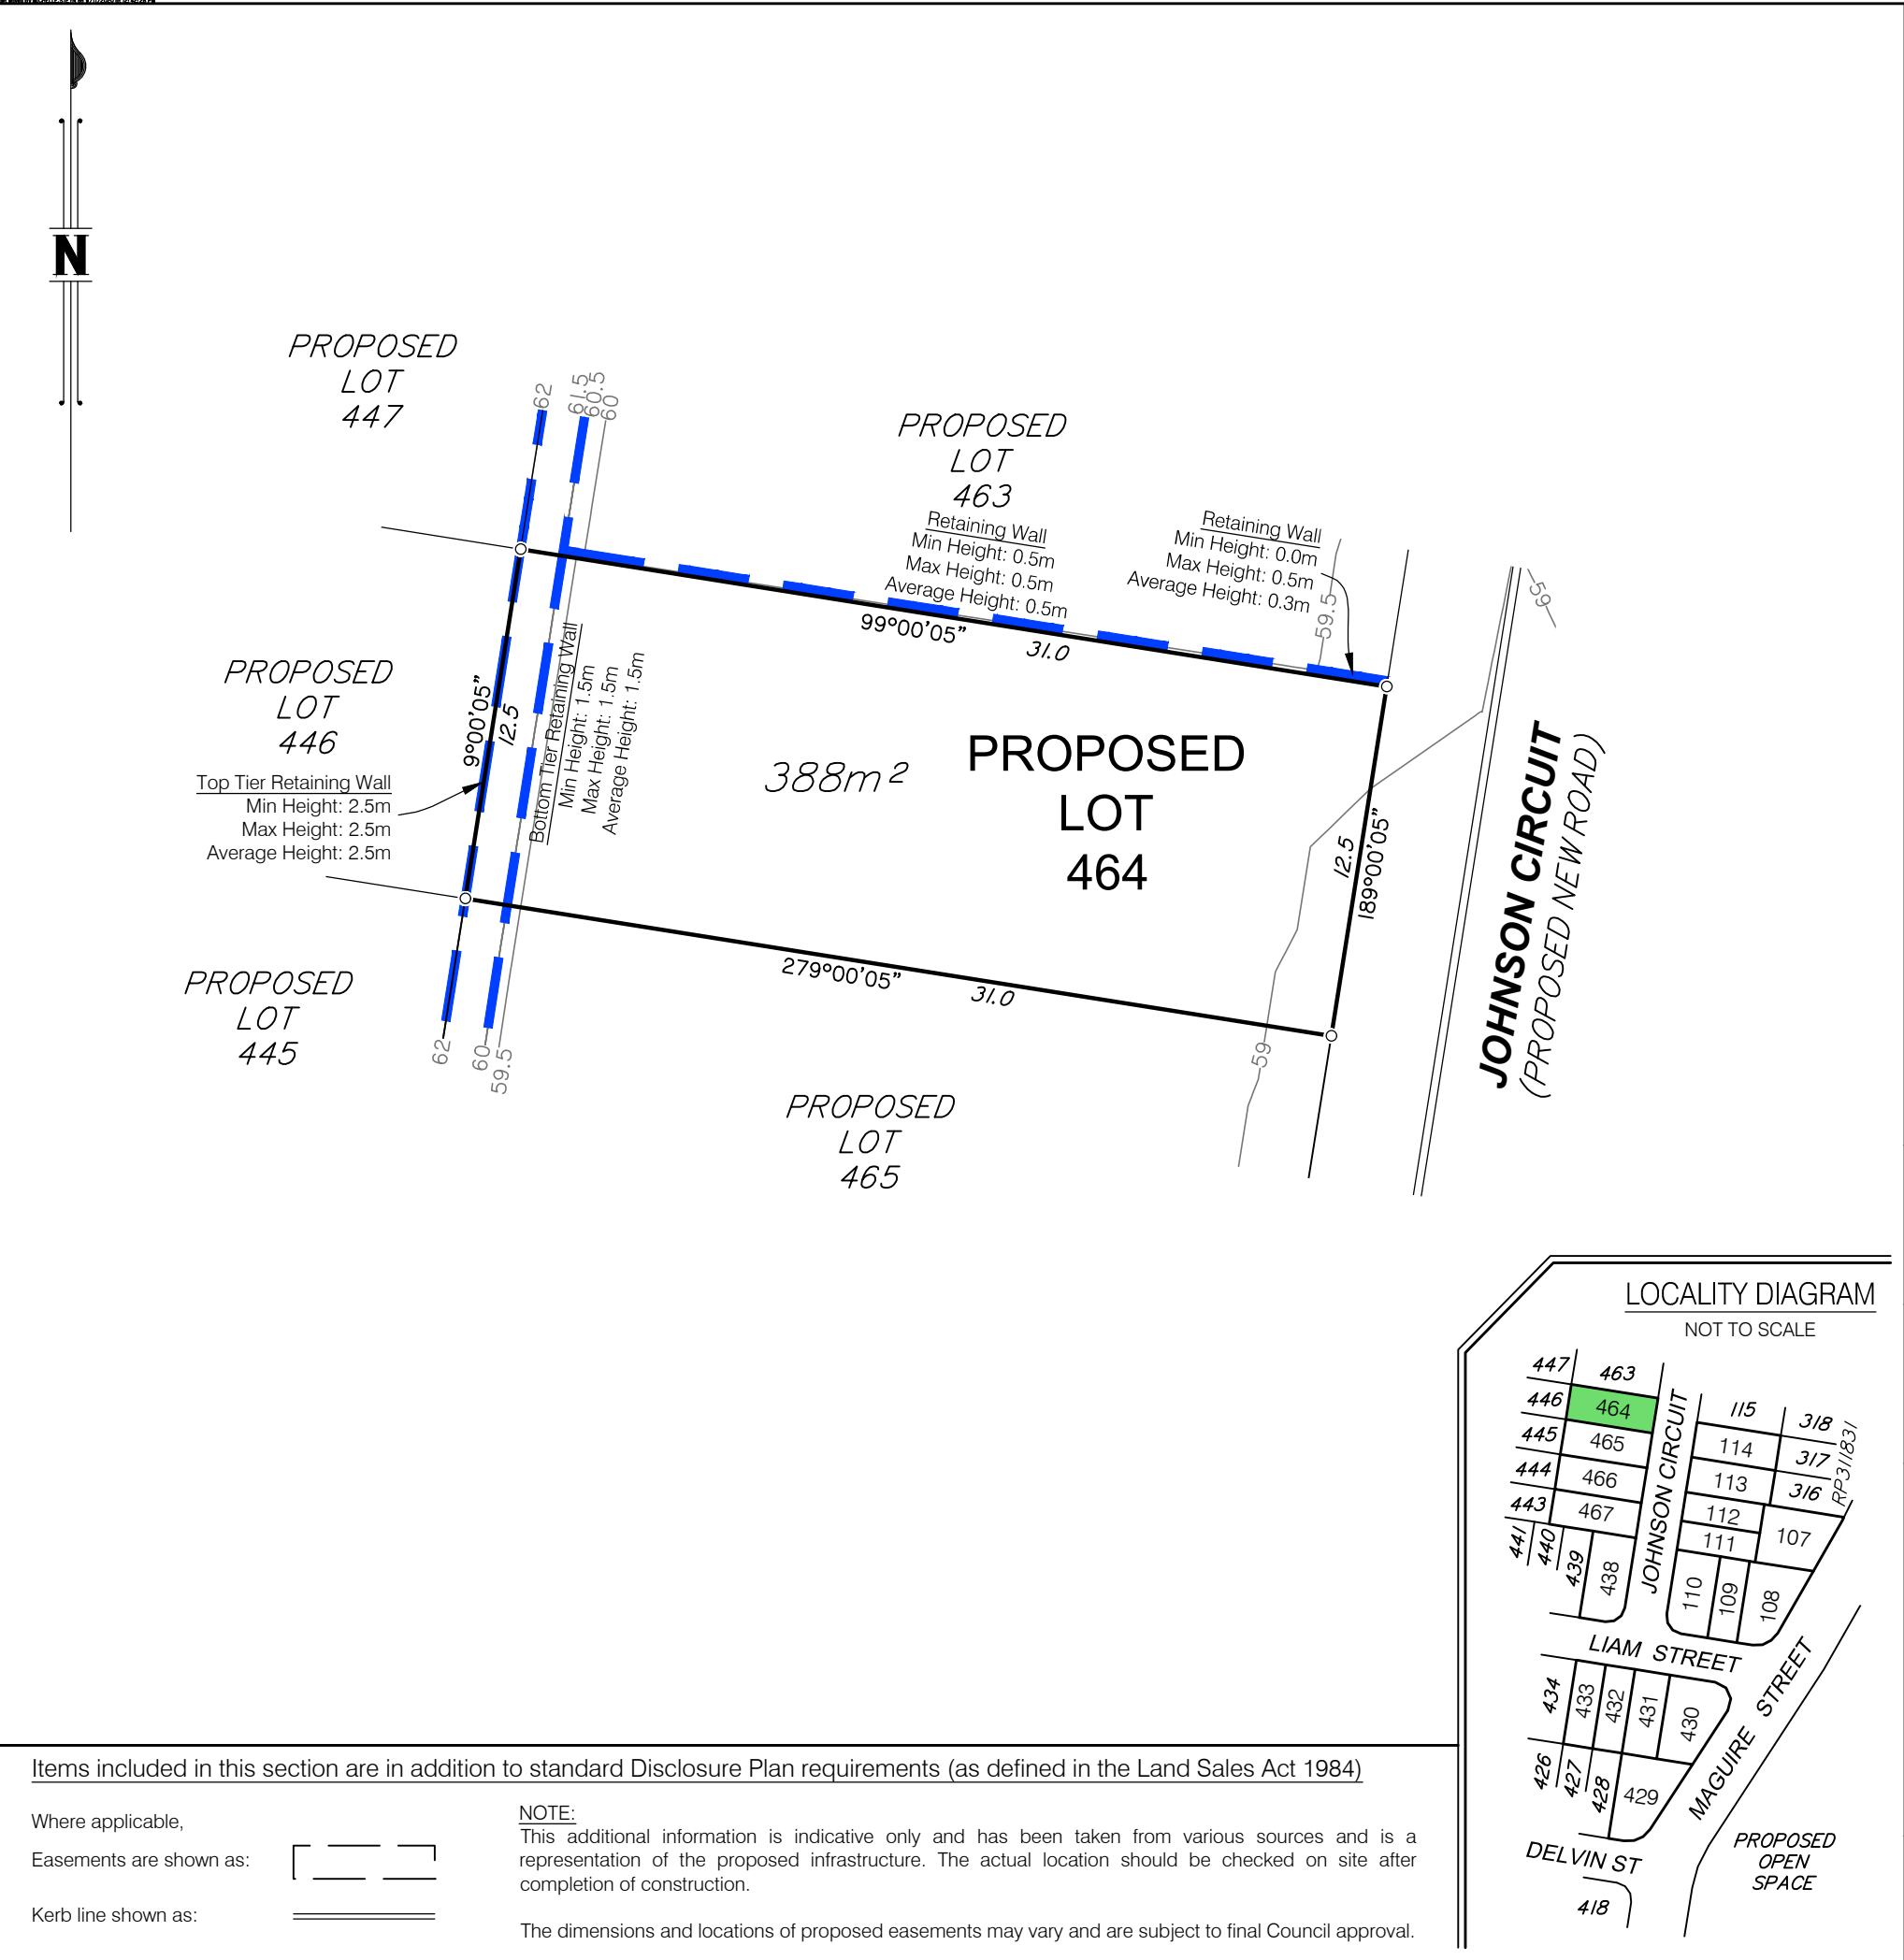 N
PROPOSED
LOT
447
62
61.5
60.5
60
PROPOSED
LOT
463
Retaining Wall
Min Height: 0.5m
Max Height: 0.5m
Average Height: 0.5m
Retaining Wall
Min Height: 0.0m
Max Height: 0.5m
Average Height: 0.3m
59.5
59
99°00'05"
31.0
PROPOSED
LOT
446
Top Tier Retaining Wall
Min Height: 2.5m
Max Height: 2.5m
Average Height: 2.5m
9°00'05"
12.5
Bottom Tier Retaining Wall
Min Height: 1.5m
Max Height: 1.5m
Average Height: 1.5m
388m²
PROPOSED
LOT
464
12.5
189°00'05"
JOHNSON CIRCUIT
(PROPOSED NEW ROAD)
279°00'05"
31.0
PROPOSED
LOT
445
62
60
59.5
59
PROPOSED
LOT
465
LOCALITY DIAGRAM
NOT TO SCALE
447
463
446
464
445
465
444
466
443
467
441
440
439
438
JOHNSON CIRCUIT
115
318
114
317
113
316
RP311831
112
111
107
110
109
108
LIAM STREET
434
433
432
431
430
MAGUIRE STREET
426
427
428
429
DELVIN ST
418
PROPOSED
OPEN
SPACE
Items included in this section are in addition to standard Disclosure Plan requirements (as defined in the Land Sales Act 1984)
Where applicable,
Easements are shown as:
Kerb line shown as:
NOTE:
This additional information is indicative only and has been taken from various sources and is a
representation of the proposed infrastructure. The actual location should be checked on site after
completion of construction.
The dimensions and locations of proposed easements may vary and are subject to final Council approval.